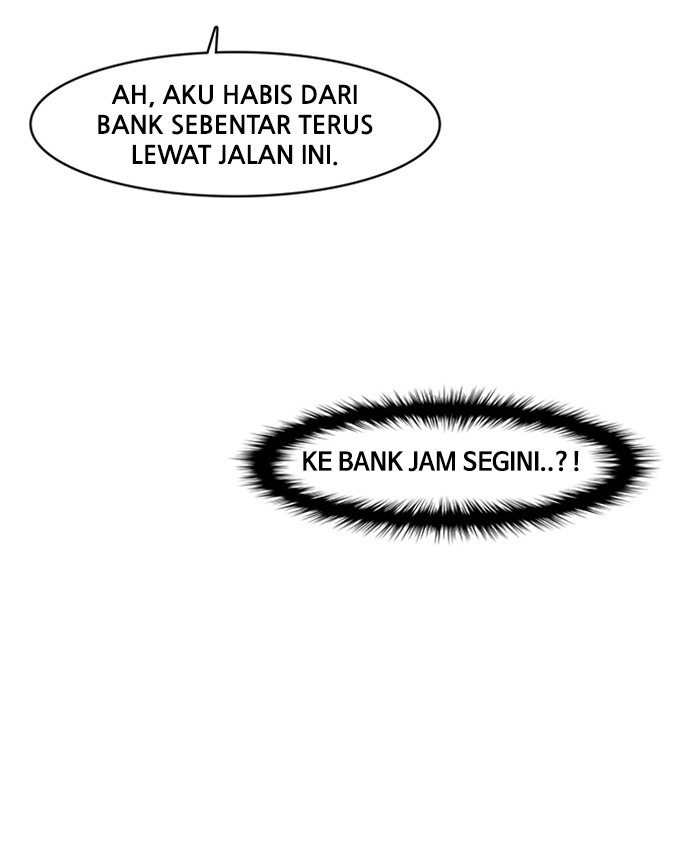 AH, AKU HABIS DARI
BANK SEBENTAR TERUS
LEWAT JALAN INI.
KE BANK JAM SEGINI..?!